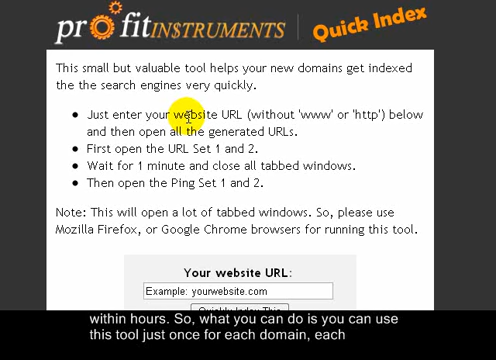 profitINSTRUMENTS Quick Index
This small but valuable tool helps your new domains get indexed
the the search engines very quickly.
• Just enter your website URL (without 'www' or 'http') below
and then open all the generated URLs.
• First open the URL Set 1 and 2.
• Wait for 1 minute and close all tabbed windows.
• Then open the Ping Set 1 and 2.
Note: This will open a lot of tabbed windows. So, please use
Mozilla Firefox, or Google Chrome browsers for running this tool.
Your website URL:
Example: yourwebsite.com
Quickly Index This
within hours. So, what you can do is you can use
this tool just once for each domain, each